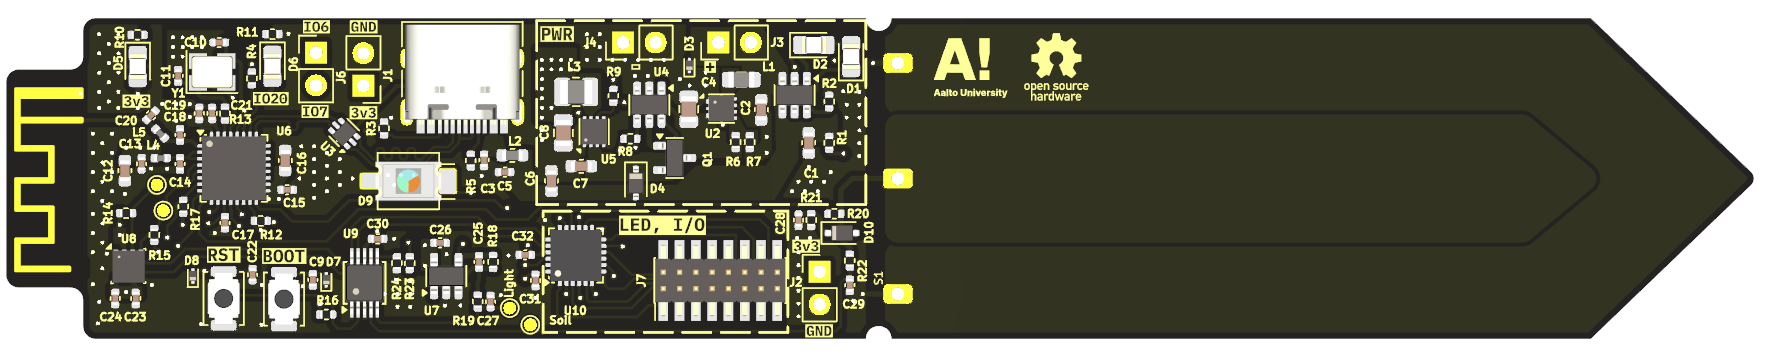 R10
D5
3v3
C10
C11
Y1
R11
R4
D6
IO20
IO6
GND
IO7
J6
3v3
J1
R3
PWR
J4
L3
R9
U4
D3
+
C4
J3
L1
D2
D1
R2
C2
U2
C8
U5
R8
Q1
R6
R7
R1
C1
C7
C6
D4
R21
C19
C18
C20
C21
R13
L5
L4
C13
C12
C14
U6
C16
C15
U3
L2
R5
C3
C5
D9
R14
R17
C17
R12
R15
U8
C24
C23
RST
BOOT
D8
C22
C9
D7
R16
U9
C30
R24
R23
C26
C25
R18
U7
R19
C27
Light
C32
C31
Soil
U10
LED, I/O
J7
C28
3v3
J2
GND
R20
D10
R22
C29
S1
A!
Aalto University
open source
hardware